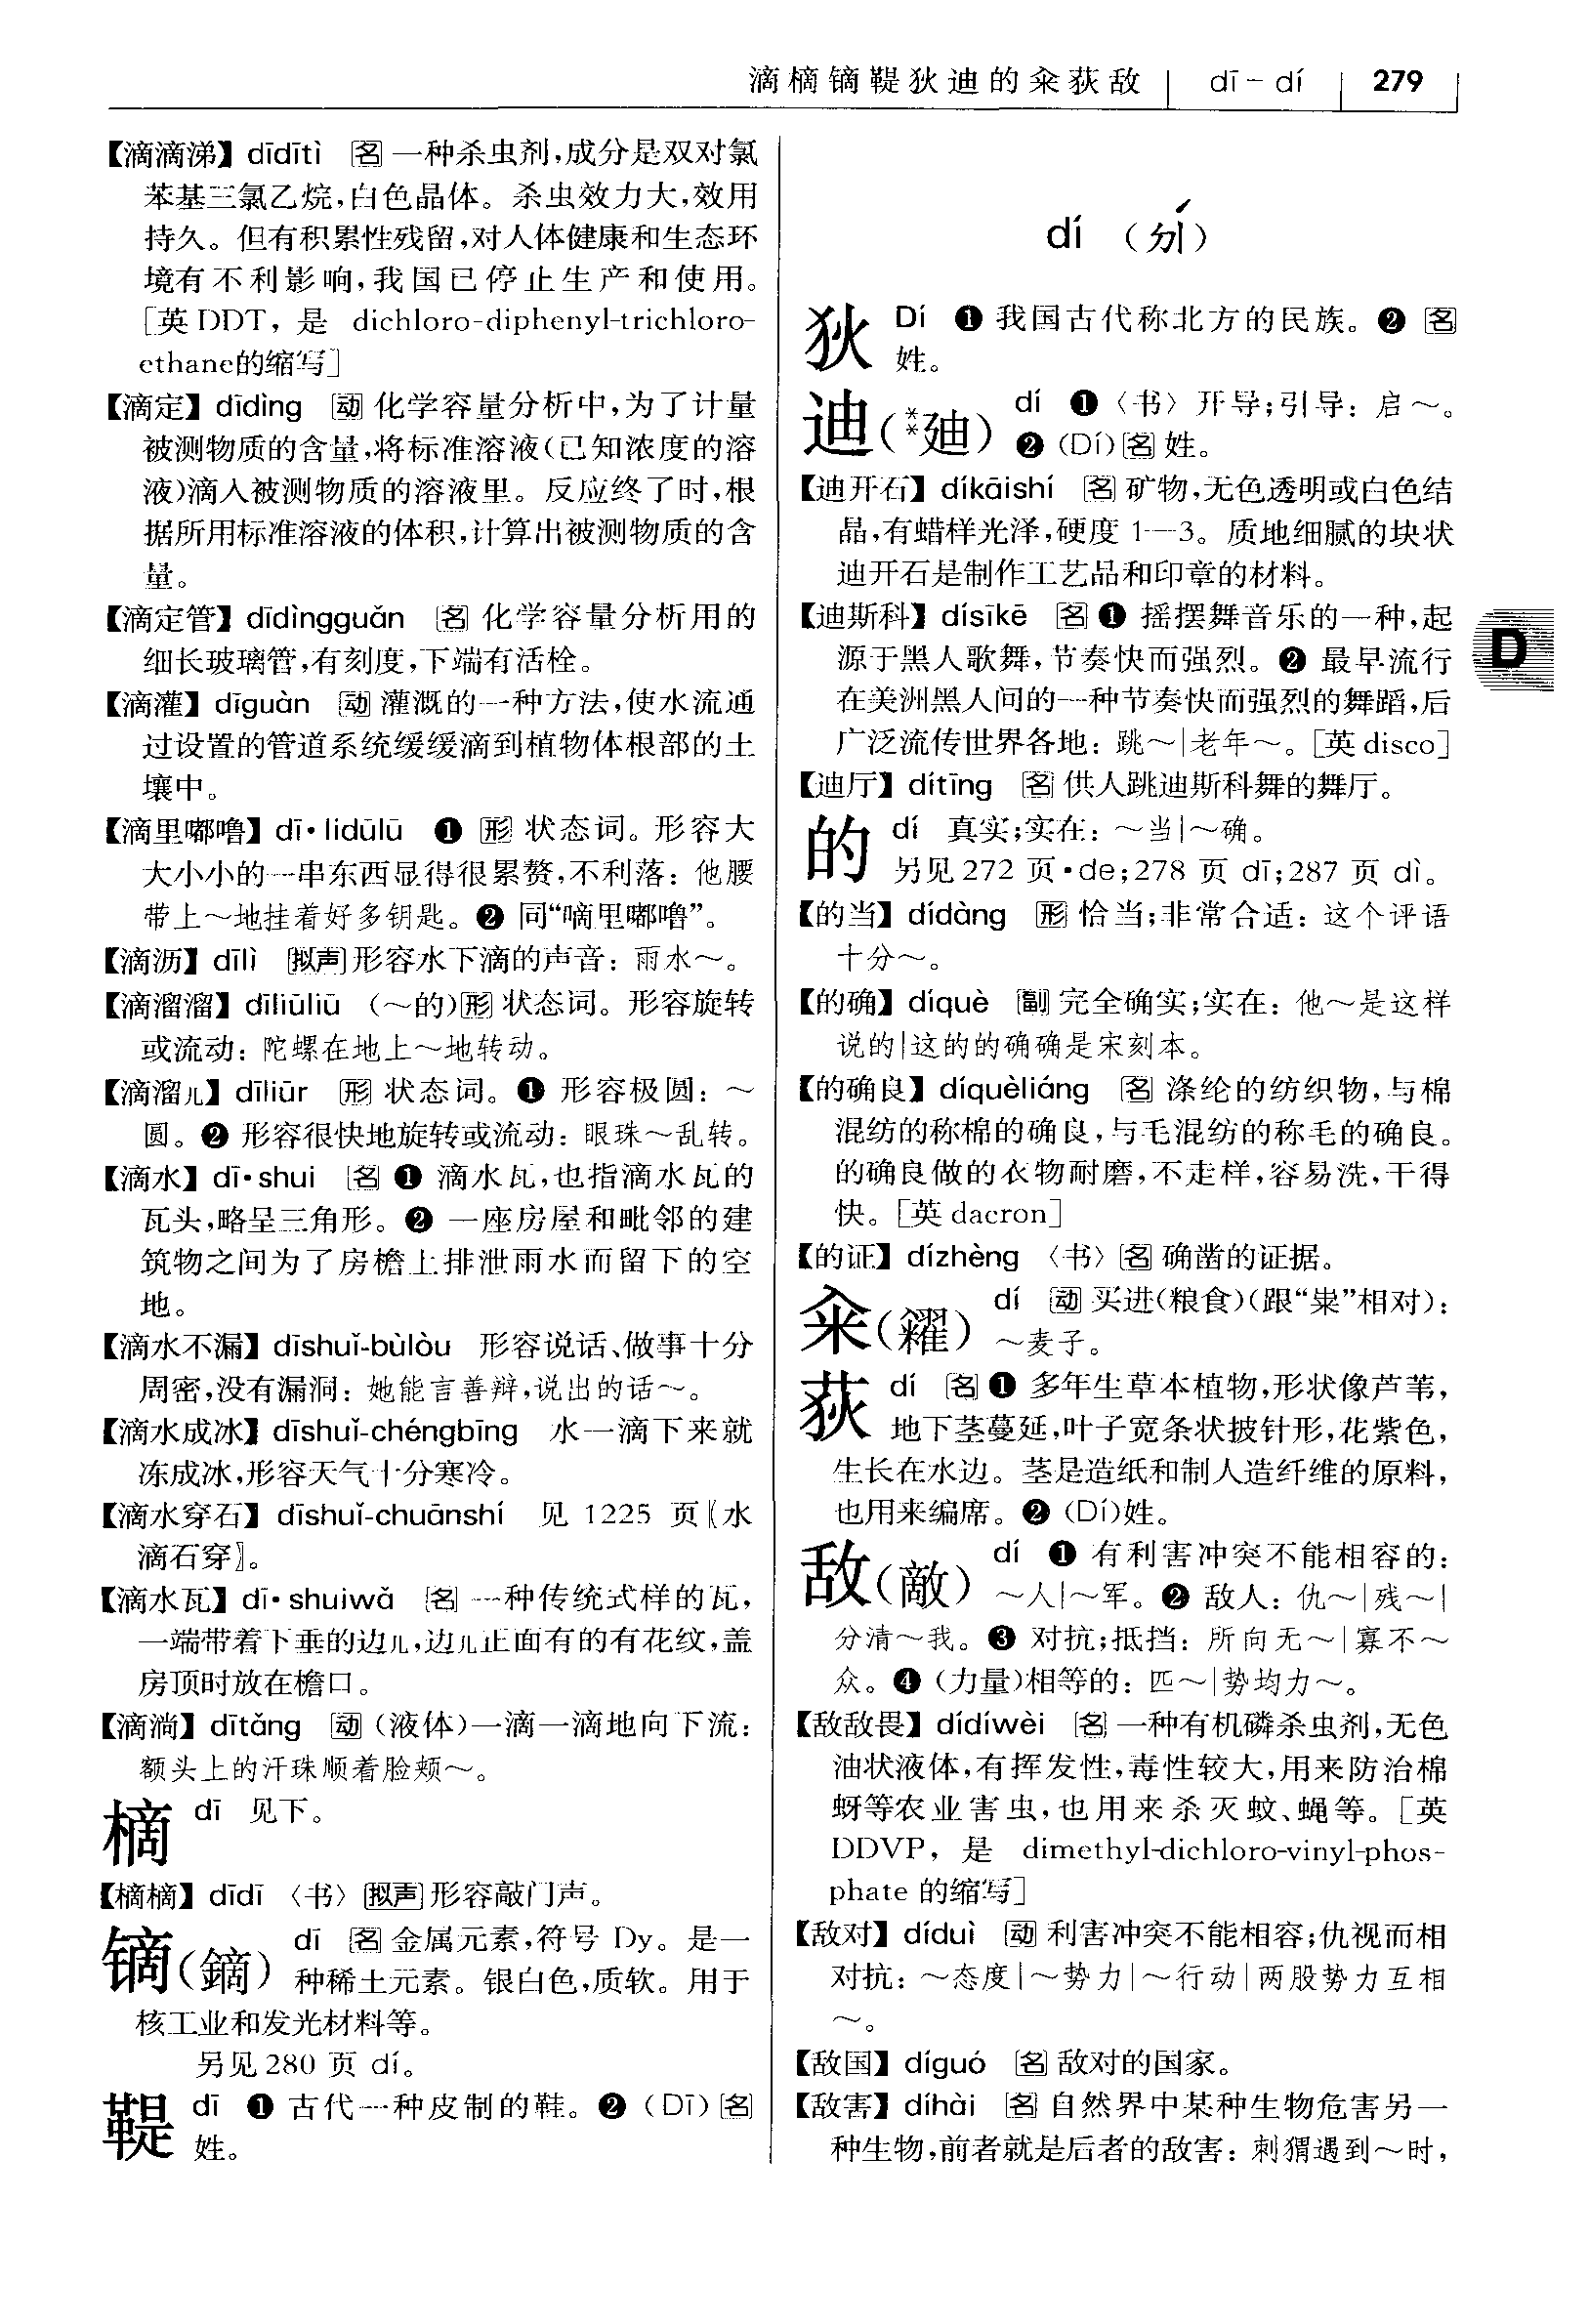 滴樀镝鞮狄迪的籴荻敌 dī–dí 279
【滴滴涕】dīdītì 名 一种杀虫剂,成分是双对氯
苯基三氯乙烷,白色晶体。杀虫效力大,效用
持久。但有积累性残留,对人体健康和生态环
境有不利影响,我国已停止生产和使用。
[英DDT,是 dichloro-diphenyl-trichloro-
ethane的缩写]
【滴定】dīdìng 动 化学容量分析中,为了计量
被测物质的含量,将标准溶液(已知浓度的溶
液)滴入被测物质的溶液里。反应终了时,根
据所用标准溶液的体积,计算出被测物质的含
量。
【滴定管】dīdìngguǎn 名 化学容量分析用的
细长玻璃管,有刻度,下端有活栓。
【滴灌】dīguàn 动 灌溉的一种方法,使水流通
过设置的管道系统缓缓滴到植物体根部的土
壤中。
【滴里嘟噜】dī·lidūlū ❶ 形 状态词。形容大
大小小的一串东西显得很累赘,不利落:他腰
带上～地挂着好多钥匙。❷ 同“嘀里嘟噜”。
【滴沥】dīlì 拟声 形容水下滴的声音:雨水～。
【滴溜溜】dīliūliū (～的)形 状态词。形容旋转
或流动:陀螺在地上～地转动。
【滴溜儿】dīliūr 形 状态词。❶ 形容极圆:～
圆。❷ 形容很快地旋转或流动:眼珠～乱转。
【滴水】dī·shui 名 ❶ 滴水瓦,也指滴水瓦的
瓦头,略呈三角形。❷ 一座房屋和毗邻的建
筑物之间为了房檐上排泄雨水而留下的空
地。
【滴水不漏】dīshuǐ-bùlòu 形容说话、做事十分
周密,没有漏洞:她能言善辩,说出的话～。
【滴水成冰】dīshuǐ-chéngbīng 水一滴下来就
冻成冰,形容天气十分寒冷。
【滴水穿石】dīshuǐ-chuānshí 见 1225 页〖水
滴石穿〗。
【滴水瓦】dī·shuiwǎ 名 一种传统式样的瓦,
一端带着下垂的边儿,边儿正面有的有花纹,盖
房顶时放在檐口。
【滴淌】dītǎng 动 (液体)一滴一滴地向下流:
额头上的汗珠顺着脸颊～。
樀 dī 见下。
【樀樀】dīdī 〈书〉拟声 形容敲门声。
镝(鏑) dī 名 金属元素,符号 Dy。是一
种稀土元素。银白色,质软。用于
核工业和发光材料等。
另见 280 页 dí。
鞮 dī ❶ 古代一种皮制的鞋。❷ (Dī) 名
姓。
dí (ㄉㄧˊ)
狄 Dí ❶ 我国古代称北方的民族。❷ 名
姓。
迪(**廸) dí ❶〈书〉开导;引导:启～。
❷ (Dí) 名 姓。
【迪开石】díkāishí 名 矿物,无色透明或白色结
晶,有蜡样光泽,硬度 1—3。质地细腻的块状
迪开石是制作工艺品和印章的材料。
【迪斯科】dísīkē 名 ❶ 摇摆舞音乐的一种,起
源于黑人歌舞,节奏快而强烈。❷ 最早流行
在美洲黑人间的一种节奏快而强烈的舞蹈,后
广泛流传世界各地:跳～|老年～。[英 disco]
【迪厅】dítīng 名 供人跳迪斯科舞的舞厅。
的 dí 真实;实在:～当|～确。
另见 272 页·de;278 页 dī;287 页 dì。
【的当】dídàng 形 恰当;非常合适:这个评语
十分～。
【的确】díquè 副 完全确实;实在:他～是这样
说的|这的的确确是宋刻本。
【的确良】díquèliáng 名 涤纶的纺织物,与棉
混纺的称棉的确良,与毛混纺的称毛的确良。
的确良做的衣物耐磨,不走样,容易洗,干得
快。[英 dacron]
【的证】dízhèng 〈书〉名 确凿的证据。
籴(糴) dí 动 买进(粮食)(跟“粜”相对):
～麦子。
荻 dí 名 ❶ 多年生草本植物,形状像芦苇,
地下茎蔓延,叶子宽条状披针形,花紫色,
生长在水边。茎是造纸和制人造纤维的原料,
也用来编席。❷ (Dí)姓。
敌(敵) dí ❶ 有利害冲突不能相容的:
～人|～军。❷ 敌人:仇～|残～|
分清～我。❸ 对抗;抵挡:所向无～|寡不～
众。❹ (力量)相等的:匹～|势均力～。
【敌敌畏】dídíwèi 名 一种有机磷杀虫剂,无色
油状液体,有挥发性,毒性较大,用来防治棉
蚜等农业害虫,也用来杀灭蚊、蝇等。[英
DDVP,是 dimethyl-dichloro-vinyl-phos-
phate 的缩写]
【敌对】díduì 动 利害冲突不能相容;仇视而相
对抗:～态度|～势力|～行动|两股势力互相
～。
【敌国】díguó 名 敌对的国家。
【敌害】díhài 名 自然界中某种生物危害另一
种生物,前者就是后者的敌害:刺猬遇到～时,
D